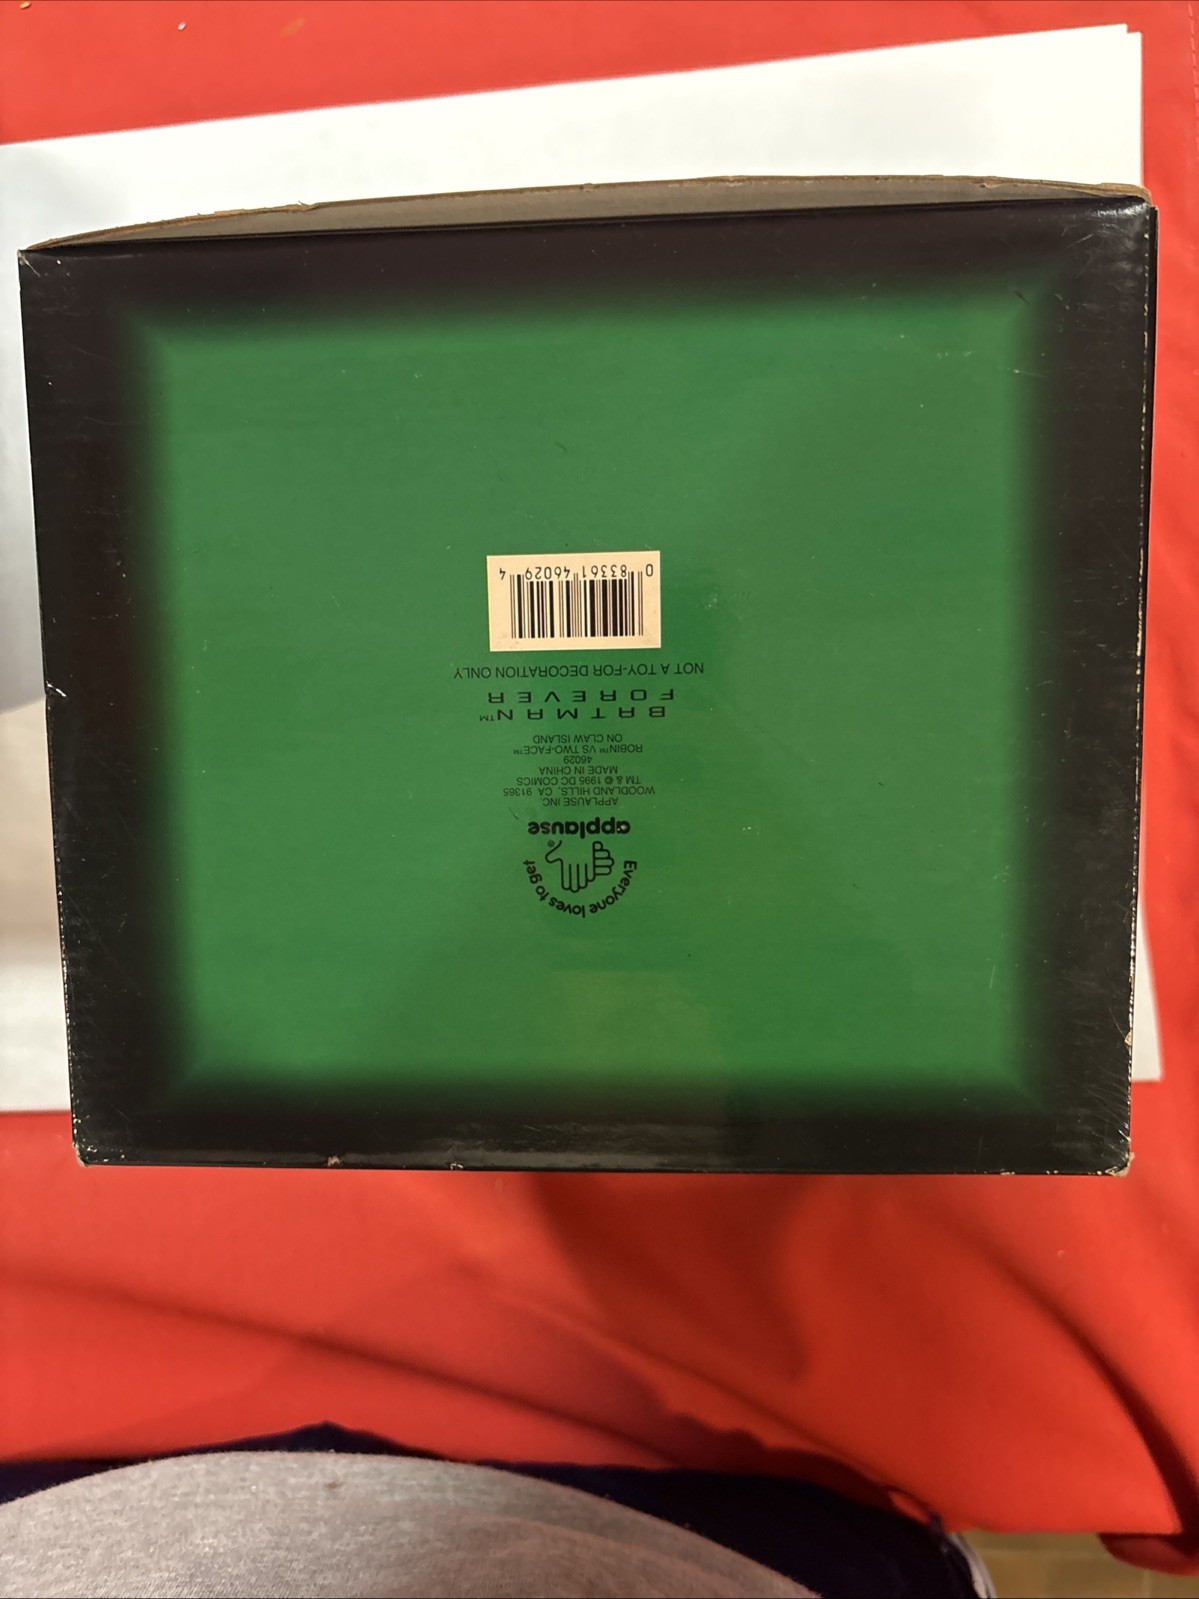 Everyone loves to get
applause®
APPLAUSE INC.
WOODLAND HILLS, CA 91365
TM & © 1995 DC COMICS
MADE IN CHINA
46029
ROBIN™ VS TWO-FACE™
ON CLAW ISLAND
BATMAN™
FOREVER
NOT A TOY-FOR DECORATION ONLY
0 83361 46029 4